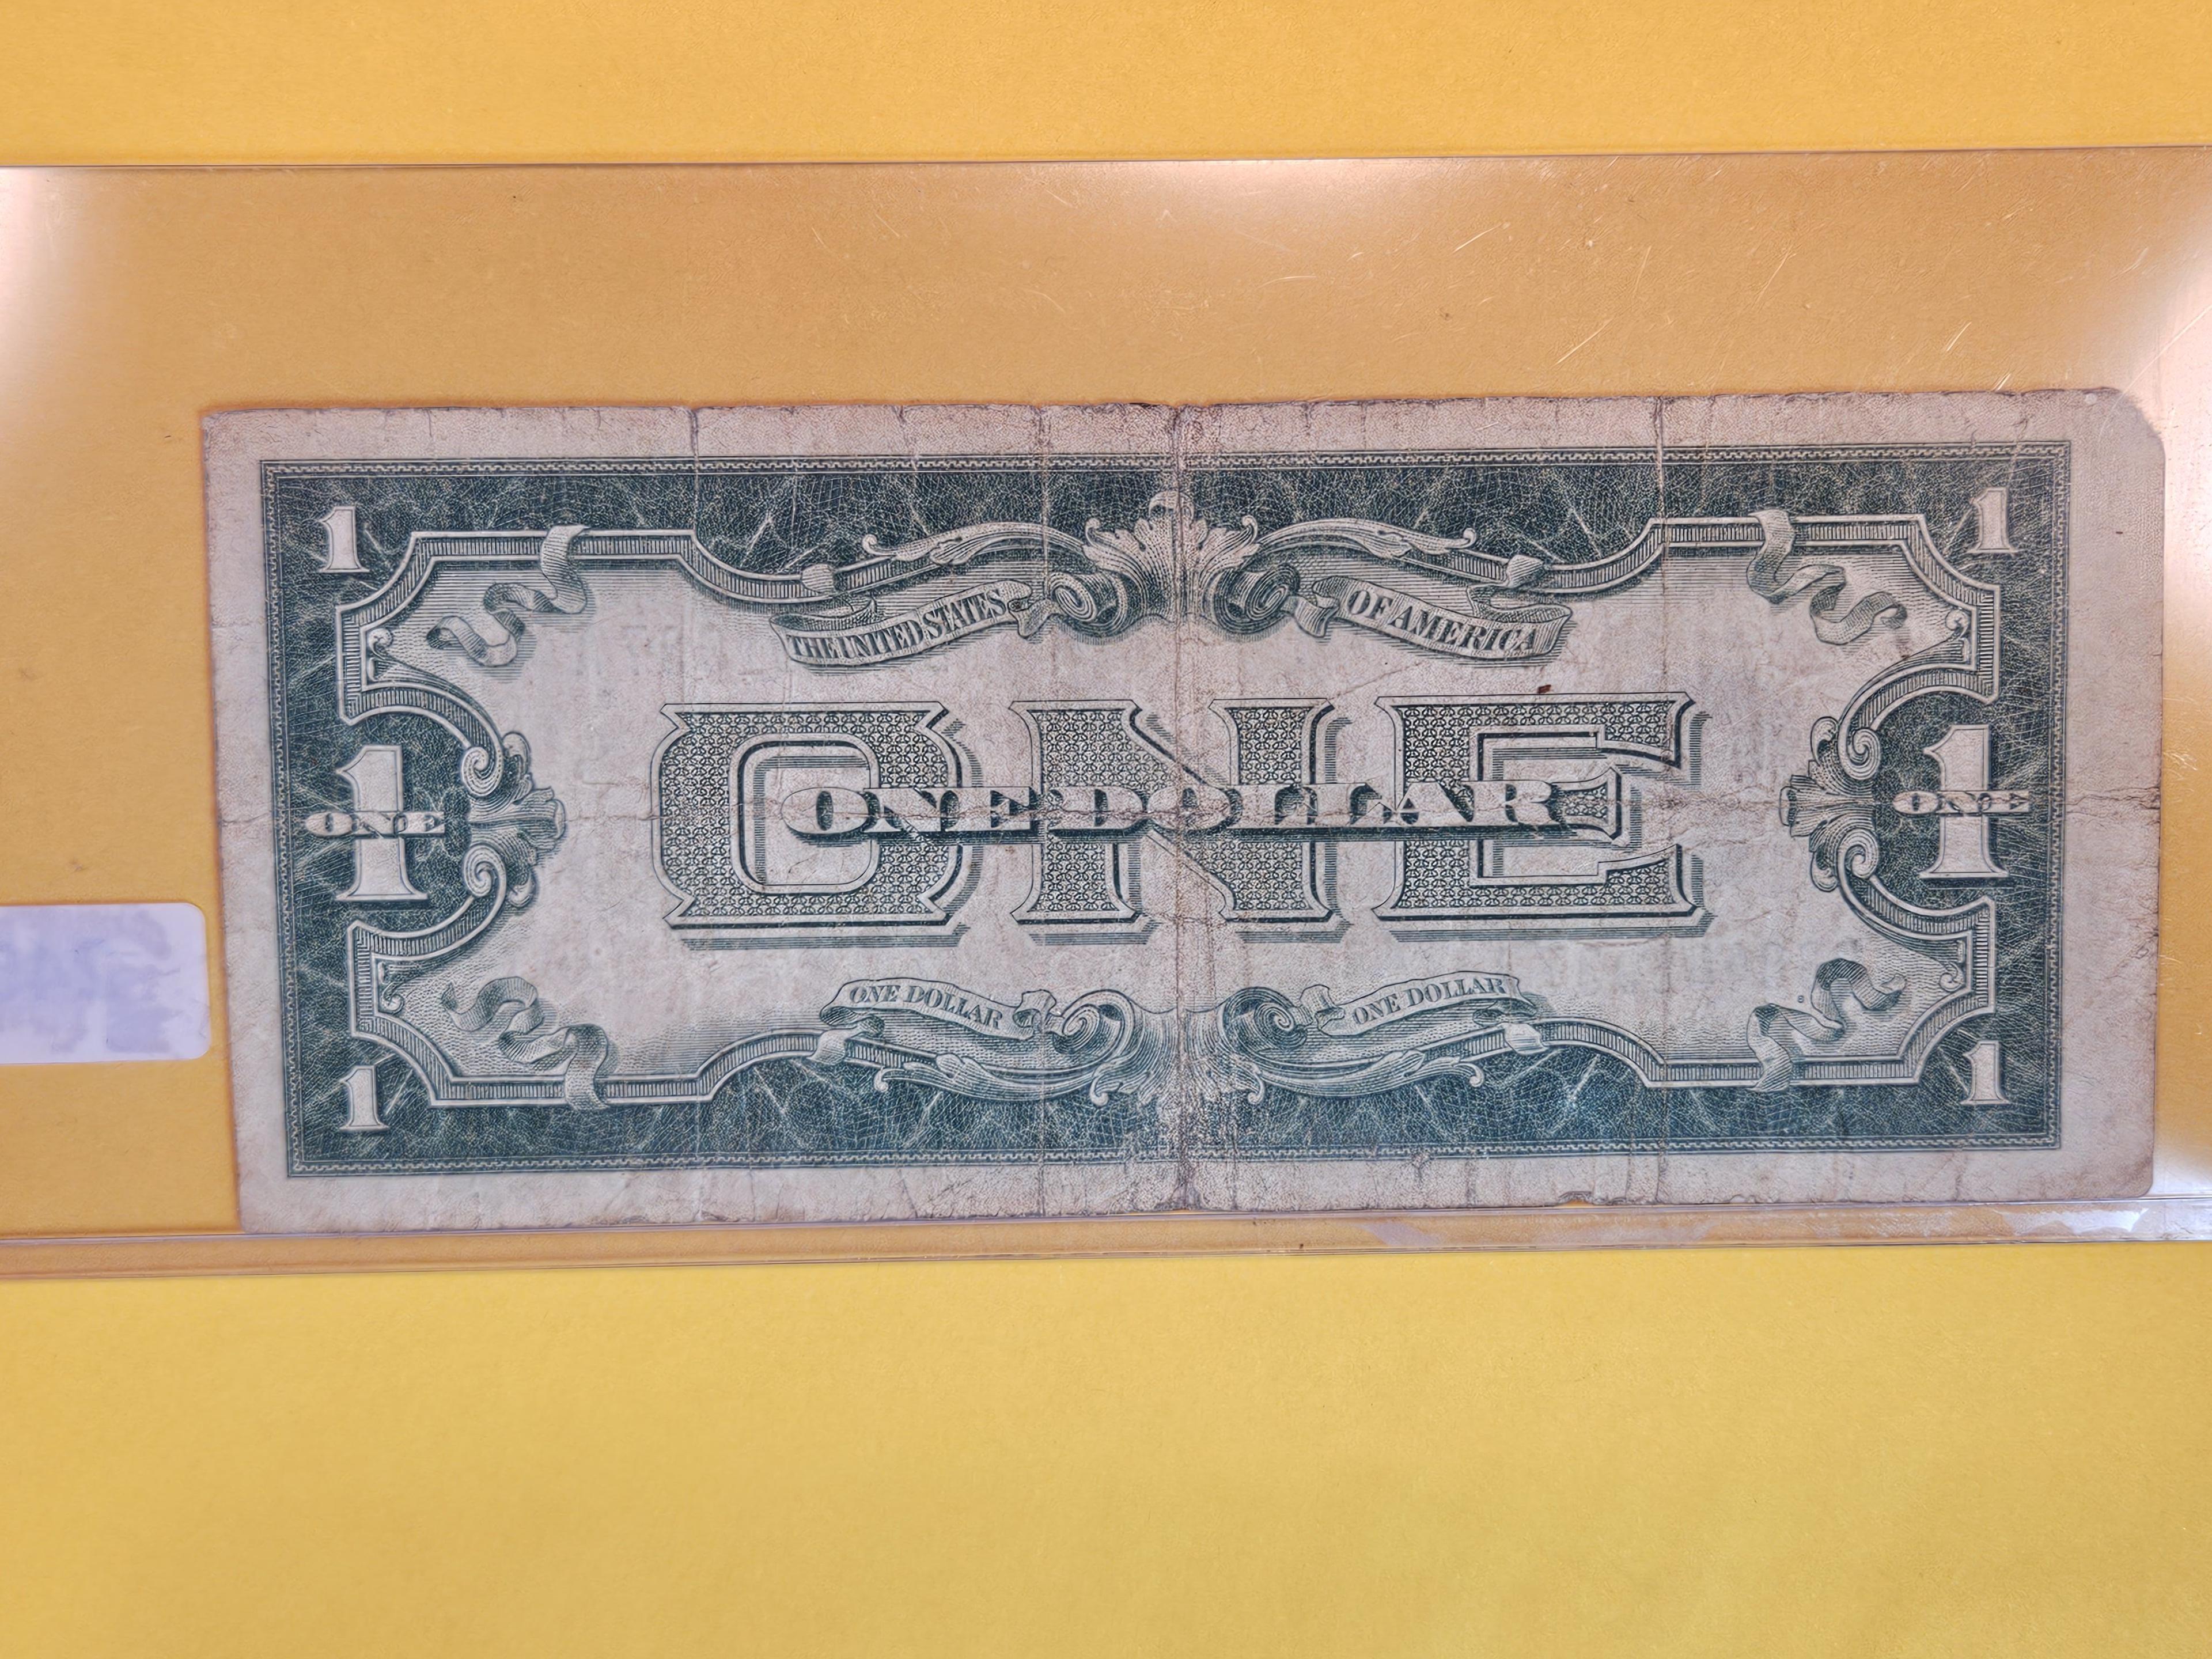 1 1
THE UNITED STATES OF AMERICA
ONE
ONE DOLLAR
1 ONE 1 ONE
ONE DOLLAR ONE DOLLAR
1 1